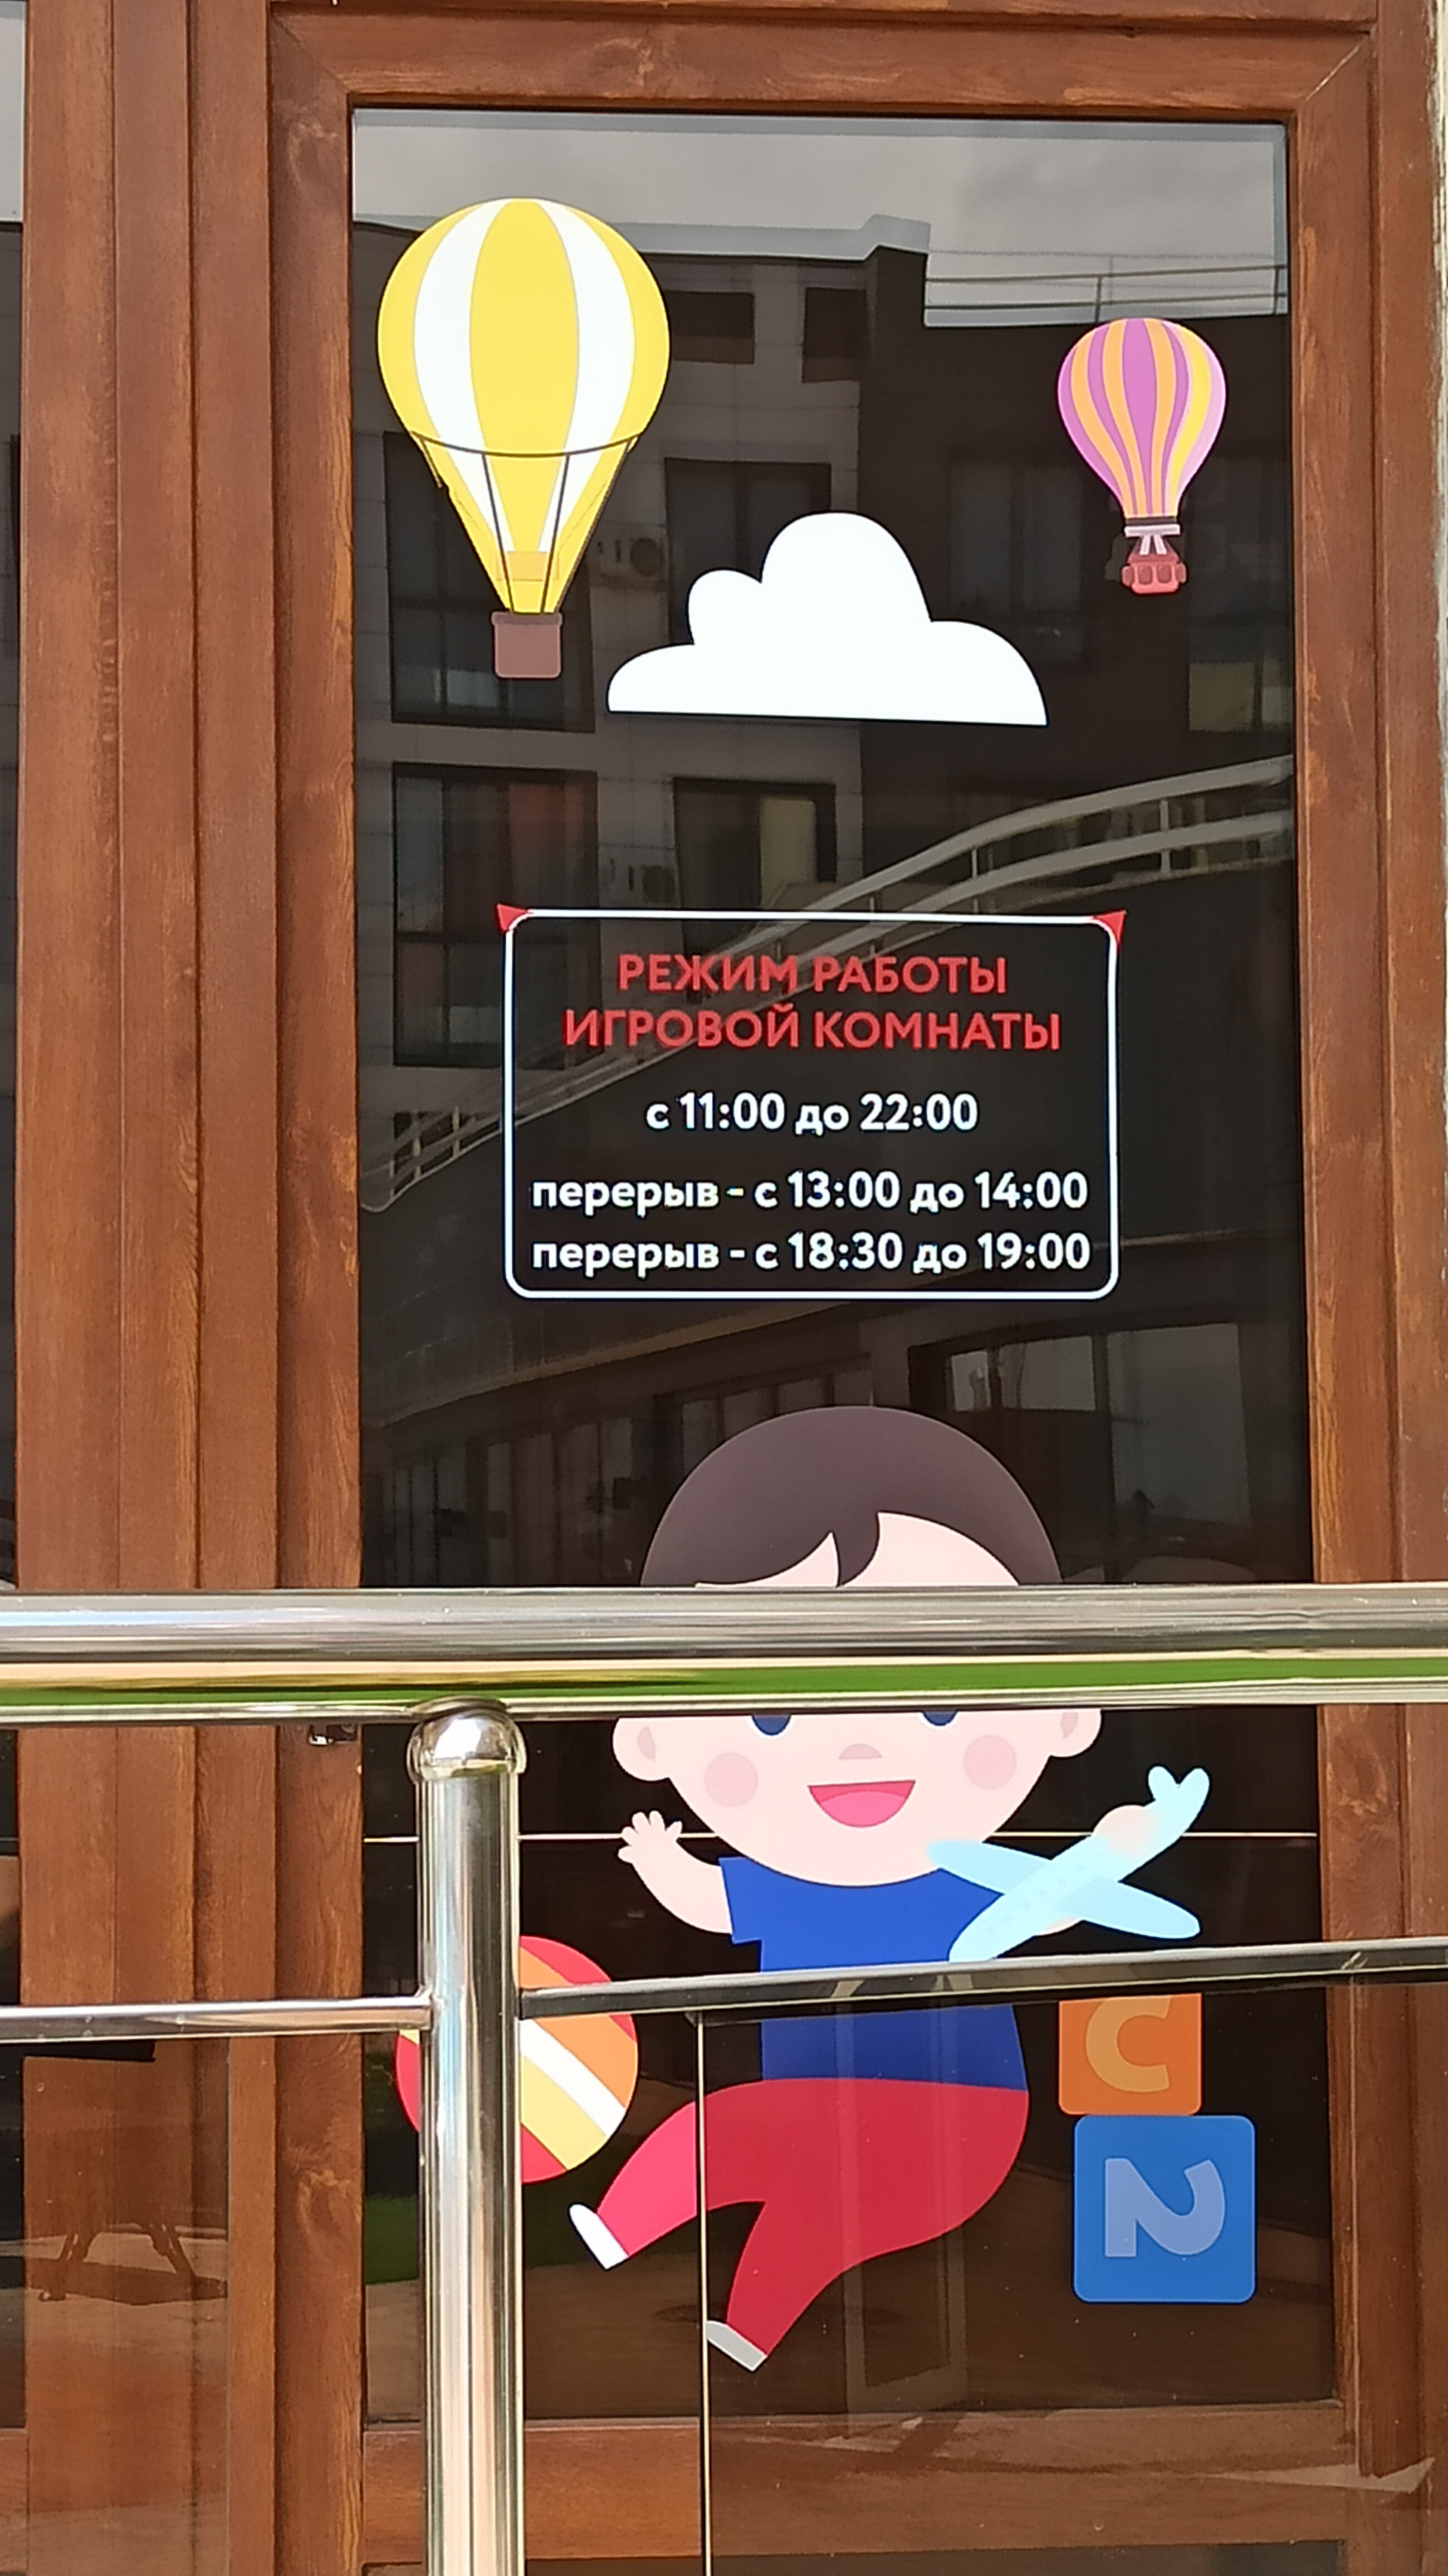 РЕЖИМ РАБОТЫ
ИГРОВОЙ КОМНАТЫ
с 11:00 до 22:00
перерыв - с 13:00 до 14:00
перерыв - с 18:30 до 19:00
C
2